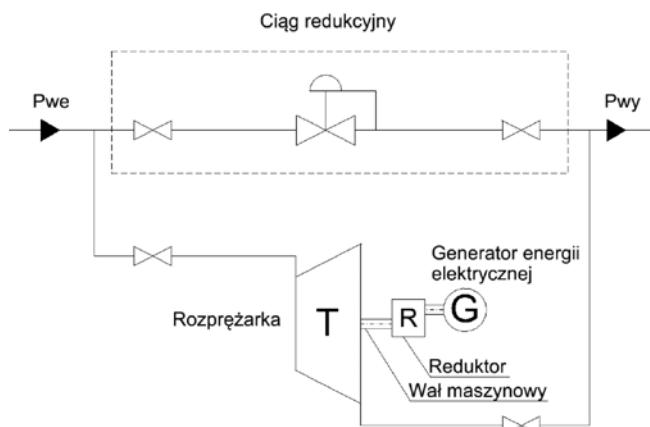 Ciąg redukcyjny
Pwe
Pwy
Generator energii
elektrycznej
Rozprężarka
T
R
G
Reduktor
Wał maszynowy